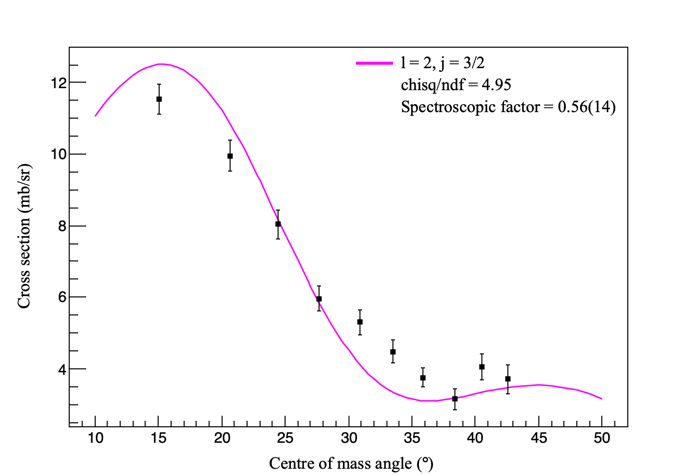 l = 2, j = 3/2
chisq/ndf = 4.95
Spectroscopic factor = 0.56(14)
Cross section (mb/sr)
12
10
8
6
4
10 15 20 25 30 35 40 45 50
Centre of mass angle (°)